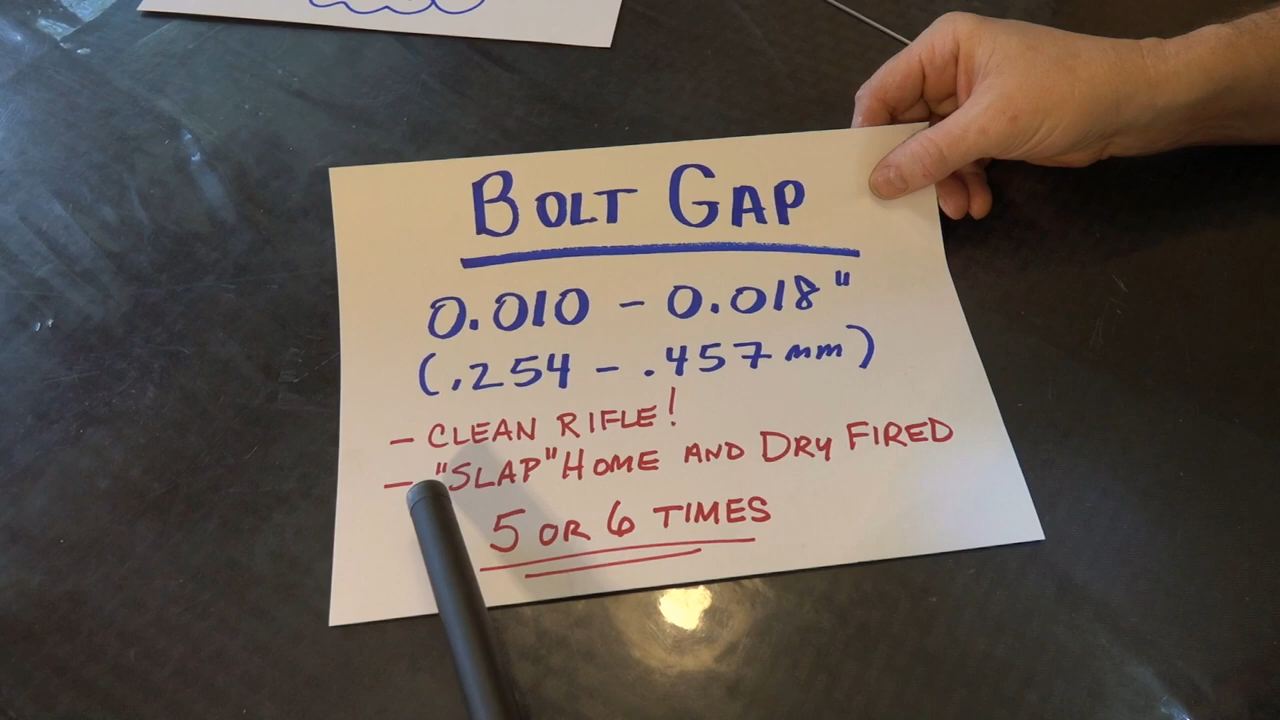 BOLT GAP
0.010 - 0.018"
(.254 - .457 mm)
- CLEAN RIFLE!
- "SLAP" HOME AND DRY FIRED
5 OR 6 TIMES